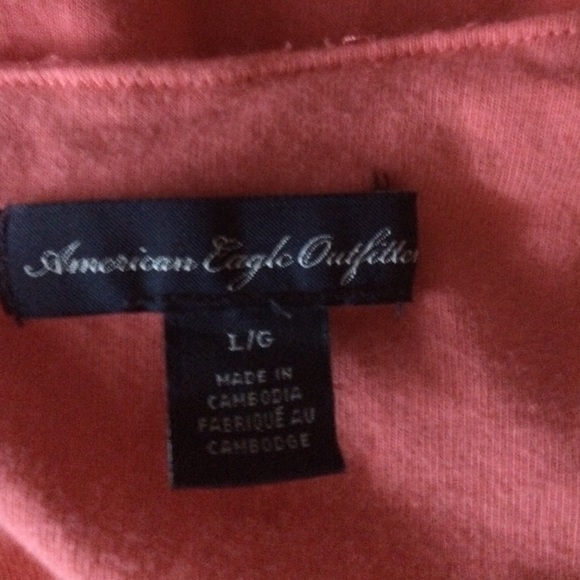 American Eagle Outfitte
L/G
MADE IN
CAMBODIA
FABRIQUÉ AU
CAMBODGE